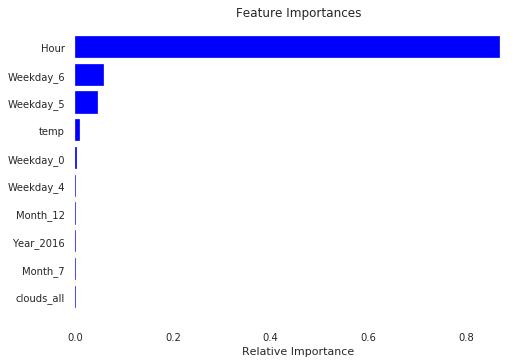 Feature Importances
Hour
Weekday_6
Weekday_5
temp
Weekday_0
Weekday_4
Month_12
Year_2016
Month_7
clouds_all
0.0 0.2 0.4 0.6 0.8
Relative Importance